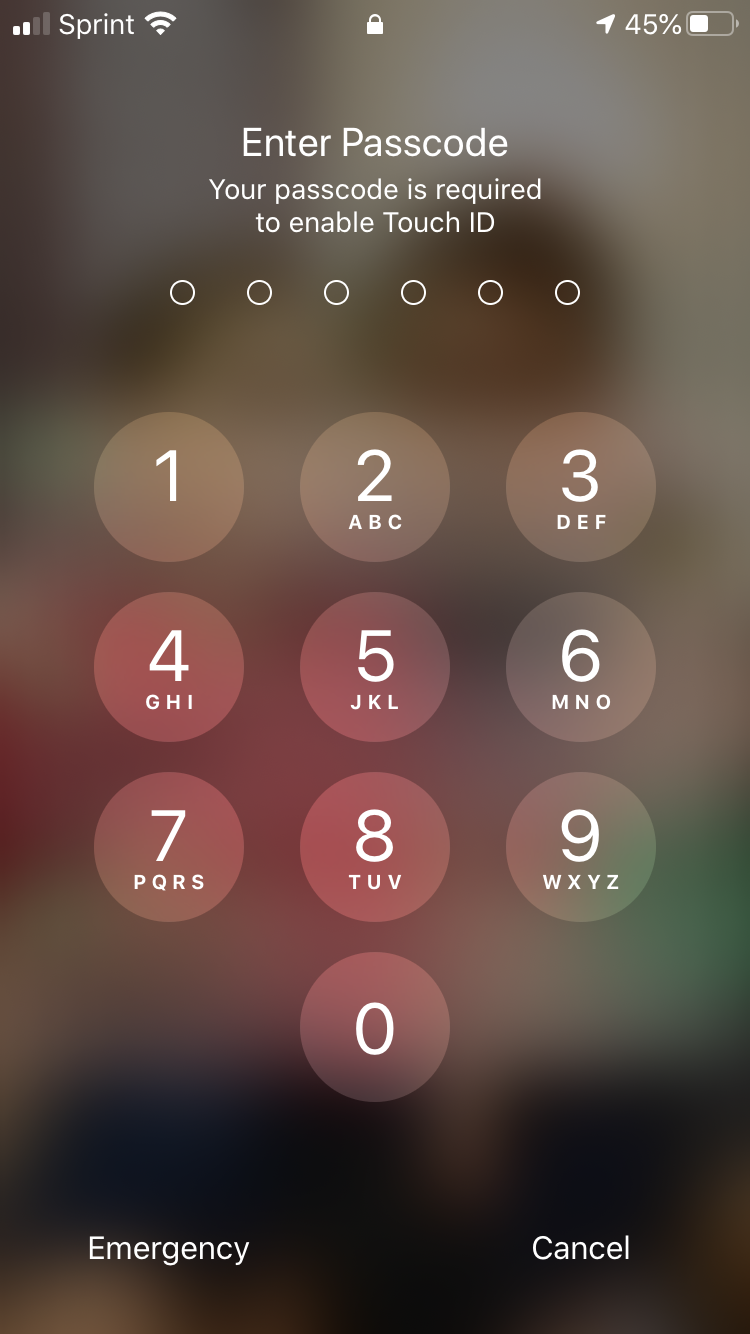 Sprint 45%
Enter Passcode
Your passcode is required
to enable Touch ID
1 2 3
ABC DEF
4 5 6
GHI JKL MNO
7 8 9
PQRS TUV WXYZ
0
Emergency Cancel